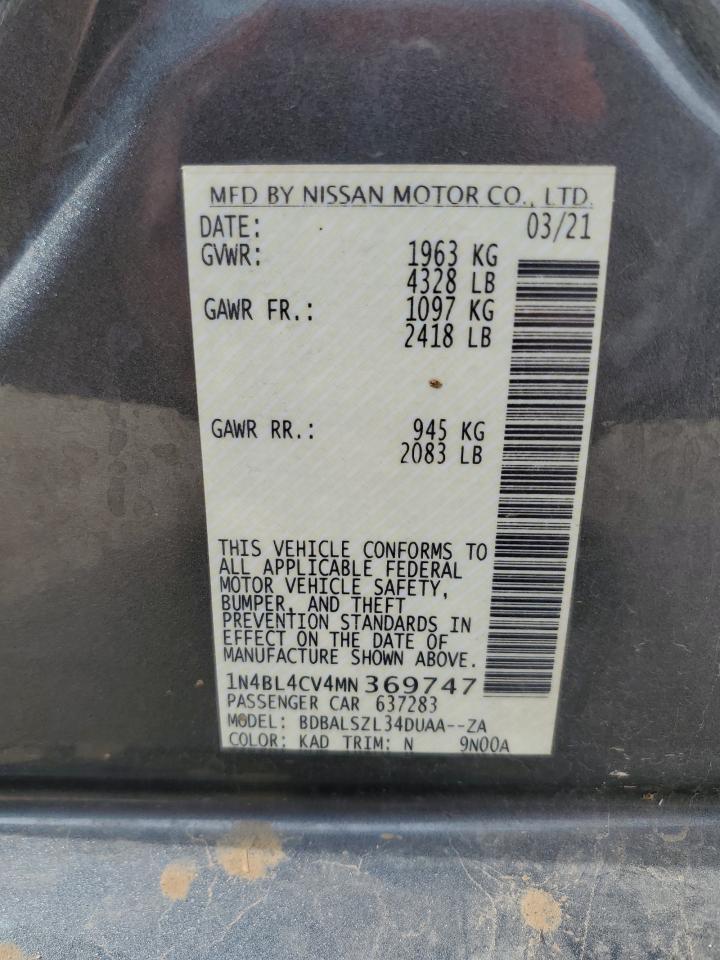 MFD BY NISSAN MOTOR CO., LTD.
DATE: 03/21
GVWR: 1963 KG
4328 LB
GAWR FR.: 1097 KG
2418 LB
GAWR RR.: 945 KG
2083 LB
THIS VEHICLE CONFORMS TO
ALL APPLICABLE FEDERAL
MOTOR VEHICLE SAFETY,
BUMPER, AND THEFT
PREVENTION STANDARDS IN
EFFECT ON THE DATE OF
MANUFACTURE SHOWN ABOVE.
1N4BL4CV4MN369747
PASSENGER CAR 637283
MODEL: BDBALSZL34DUAA--ZA
COLOR: KAD TRIM: N 9N00A